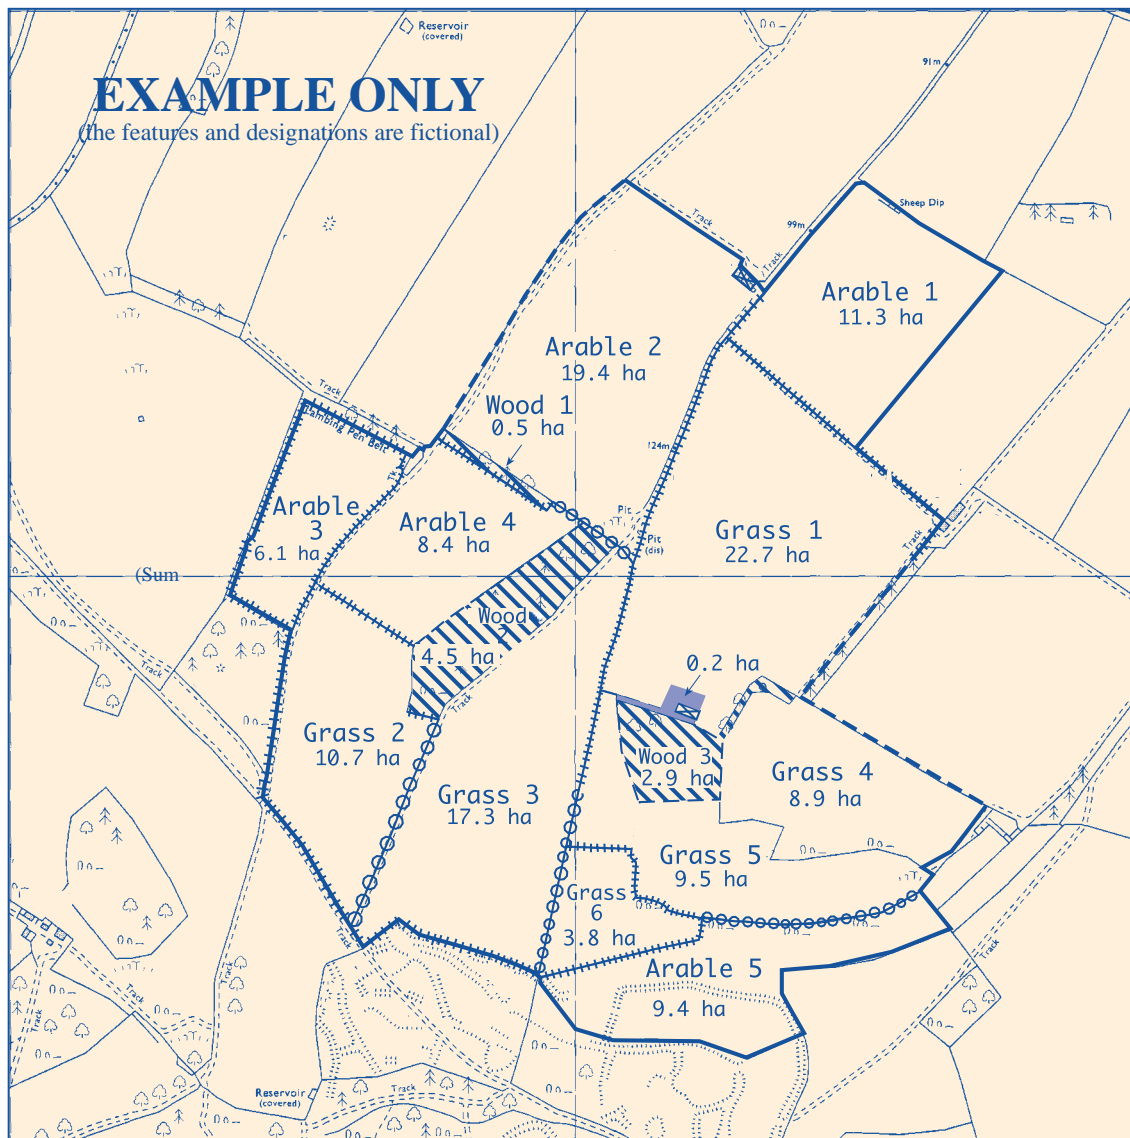 Reservoir
(covered)
91m
EXAMPLE ONLY
(the features and designations are fictional)
Sheep Dip
Track
99m
Track
Arable 1
11.3 ha
Arable 2
19.4 ha
Track
Wood 1
0.5 ha
Lambing Pen Belt
124m
Tk
Arable
3
6.1 ha
Arable 4
8.4 ha
Pit
Grass 1
22.7 ha
Pit
(dis)
Track
(Sum
Wood
4.5 ha
0.2 ha
Track
Track
Grass 2
10.7 ha
Wood 3
2.9 ha
Grass 4
8.9 ha
Grass 3
17.3 ha
Grass 5
9.5 ha
Grass
6
3.8 ha
Track
Track
Arable 5
9.4 ha
Track
Track
Track
Reservoir
(covered)
Track